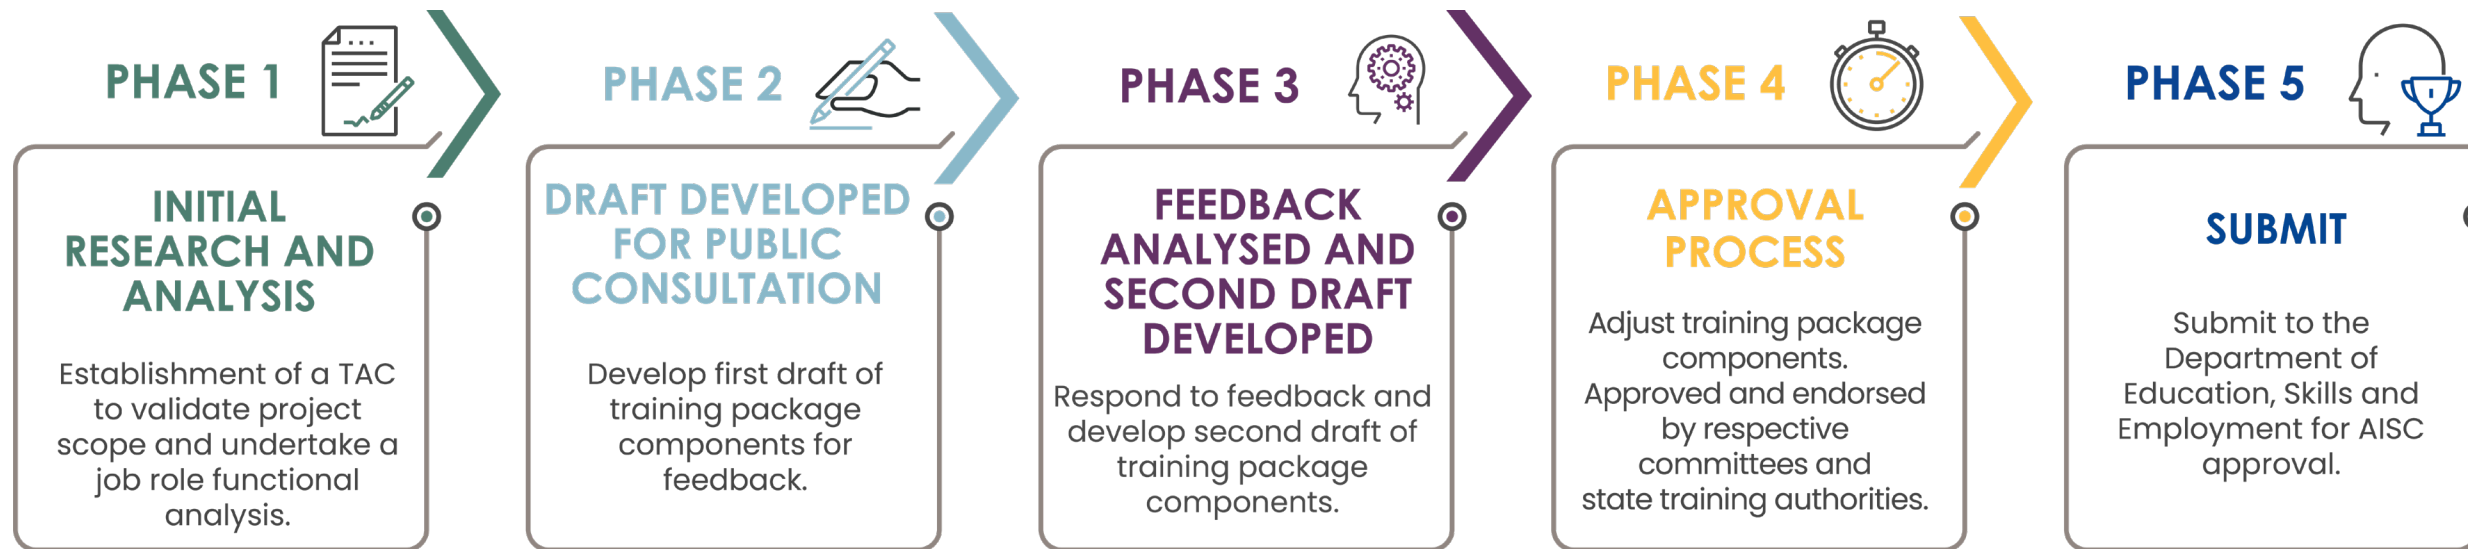 PHASE 1
INITIAL
RESEARCH AND
ANALYSIS
Establishment of a TAC
to validate project
scope and undertake a
job role functional
analysis.
PHASE 2
DRAFT DEVELOPED
FOR PUBLIC
CONSULTATION
Develop first draft of
training package
components for
feedback.
PHASE 3
FEEDBACK
ANALYSED AND
SECOND DRAFT
DEVELOPED
Respond to feedback and
develop second draft of
training package
components.
PHASE 4
APPROVAL
PROCESS
Adjust training package
components.
Approved and endorsed
by respective
committees and
state training authorities.
PHASE 5
SUBMIT
Submit to the
Department of
Education, Skills and
Employment for AISC
approval.